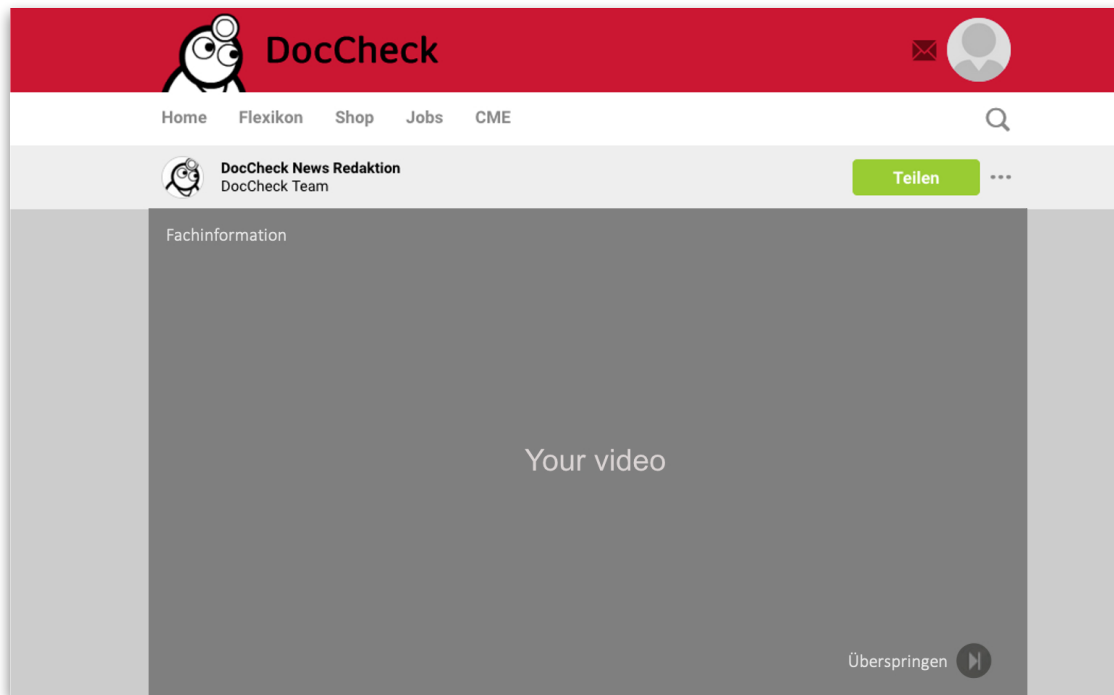 DocCheck
Home Flexikon Shop Jobs CME
DocCheck News Redaktion
DocCheck Team
Teilen
Fachinformation
Your video
Überspringen